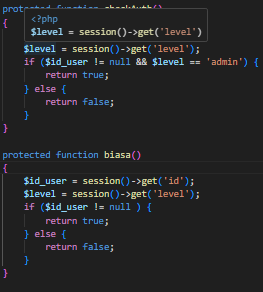 protected function checkAuth()
{
<?php
$level = session()->get('level')
$level = session()->get('level');
if ($id_user != null && $level == 'admin') {
return true;
} else {
return false;
}
}
protected function biasa()
{
$id_user = session()->get('id');
$level = session()->get('level');
if ($id_user != null ) {
return true;
} else {
return false;
}
}